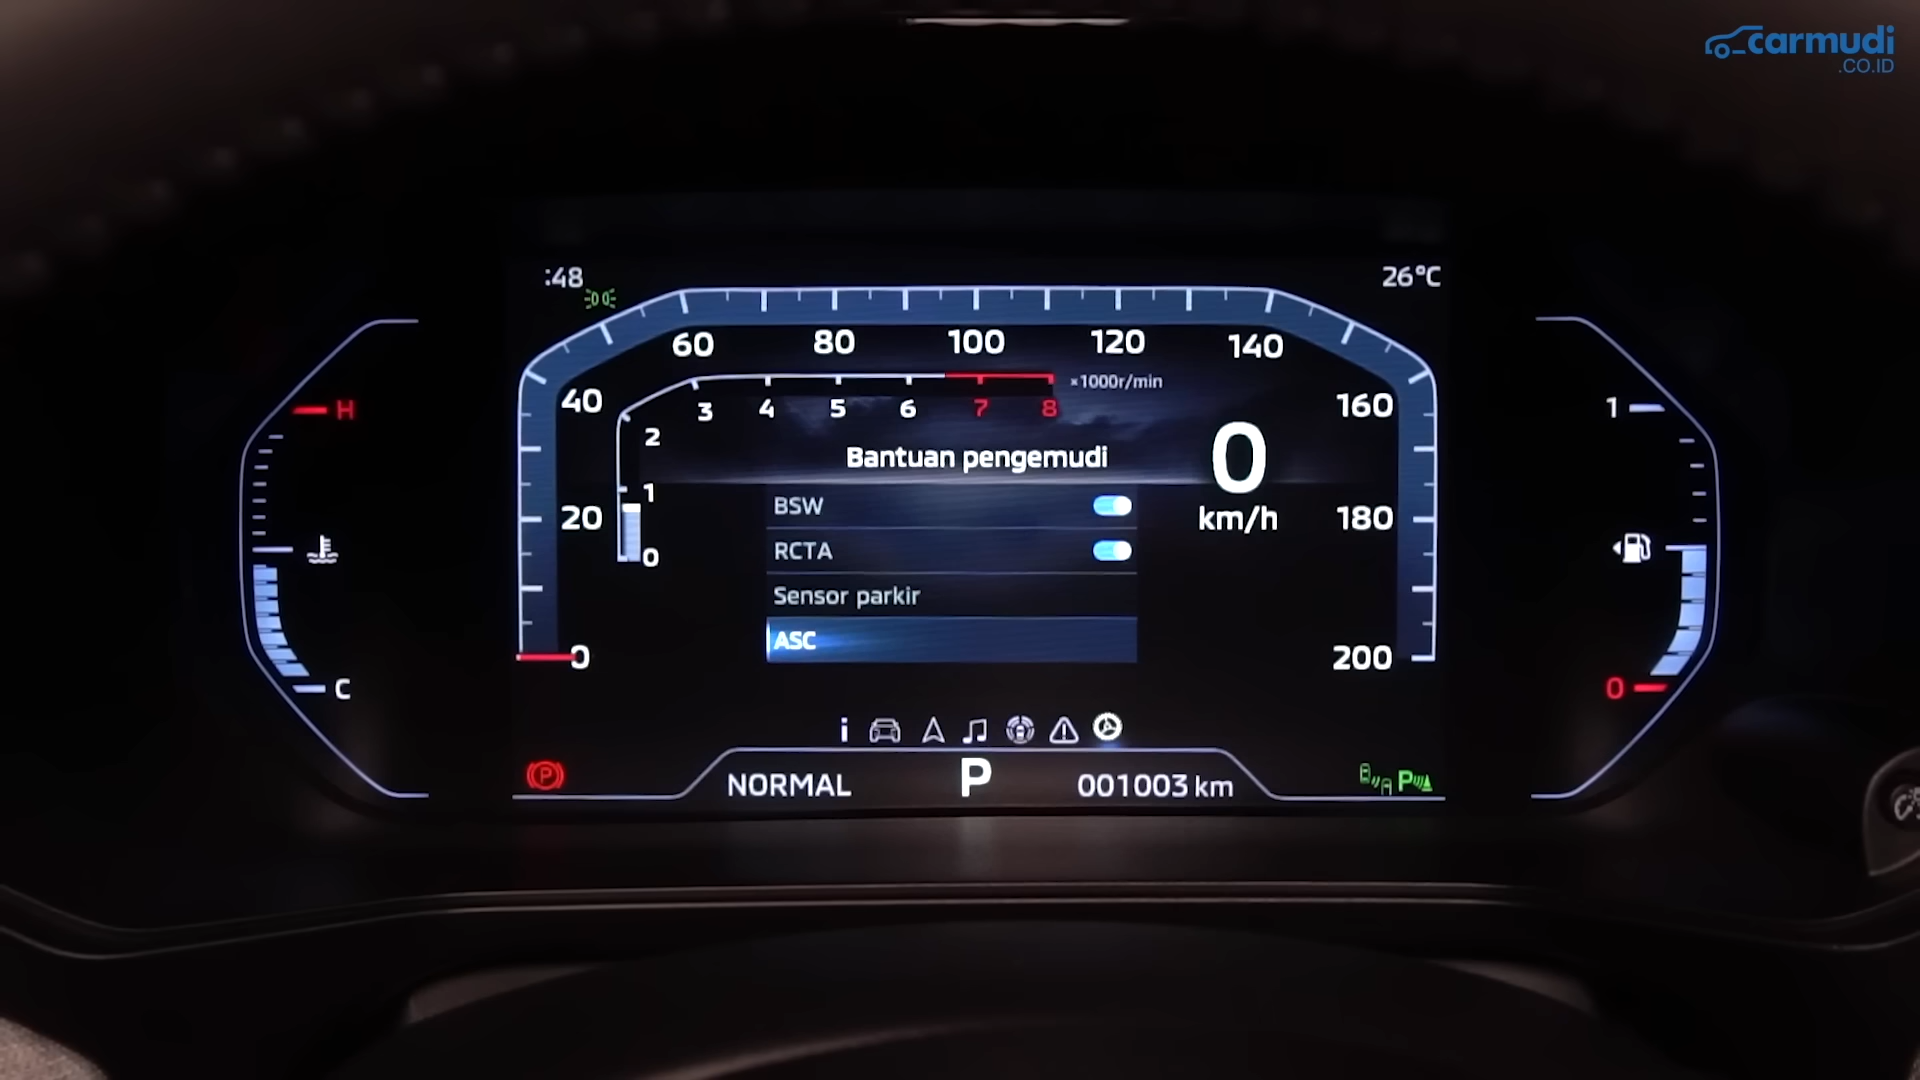 carmudi
.CO.ID
:48
26°C
60 80 100 120 140
×1000r/min
40
3 4 5 6 7 8
160
H
1
2
Bantuan pengemudi
0
1
BSW
20
km/h
180
RCTA
0
Sensor parkir
ASC
0
200
C
0
i
P
NORMAL
P
001003 km
P